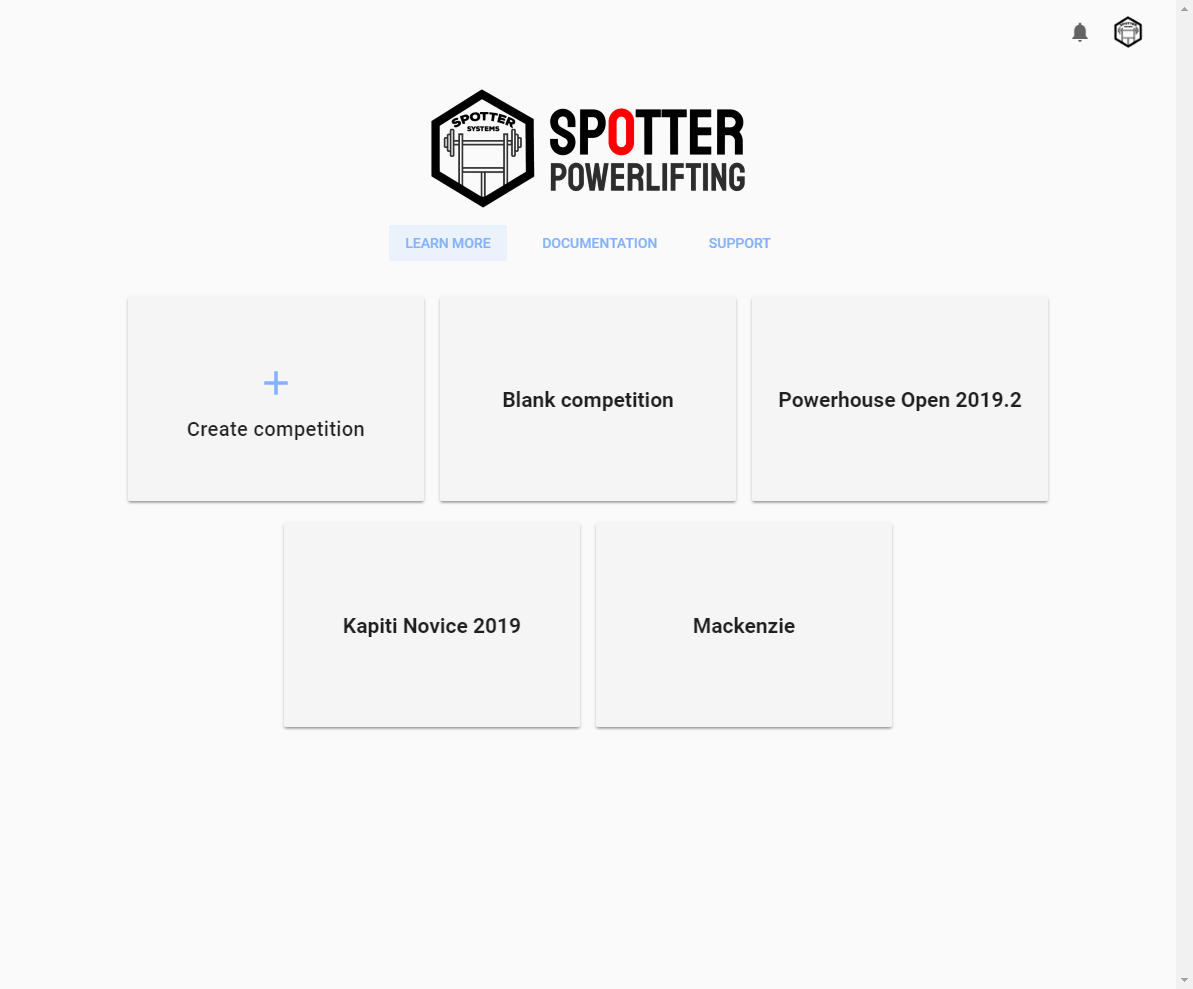 SPOTTER
SYSTEMS
SPOTTER
POWERLIFTING
LEARN MORE DOCUMENTATION SUPPORT
Create competition
Blank competition
Powerhouse Open 2019.2
Kapiti Novice 2019
Mackenzie